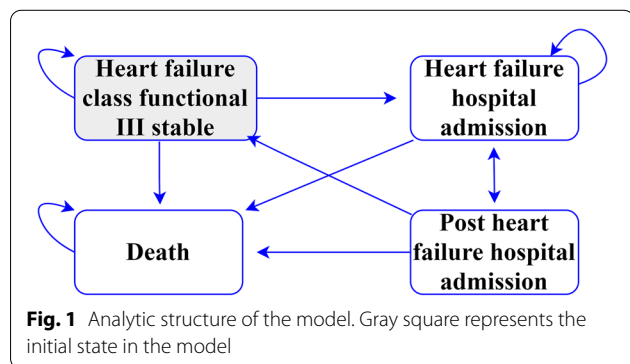 Heart failure
class functional
III stable
Heart failure
hospital
admission
Death
Post heart
failure hospital
admission
Fig. 1 Analytic structure of the model. Gray square represents the
initial state in the model